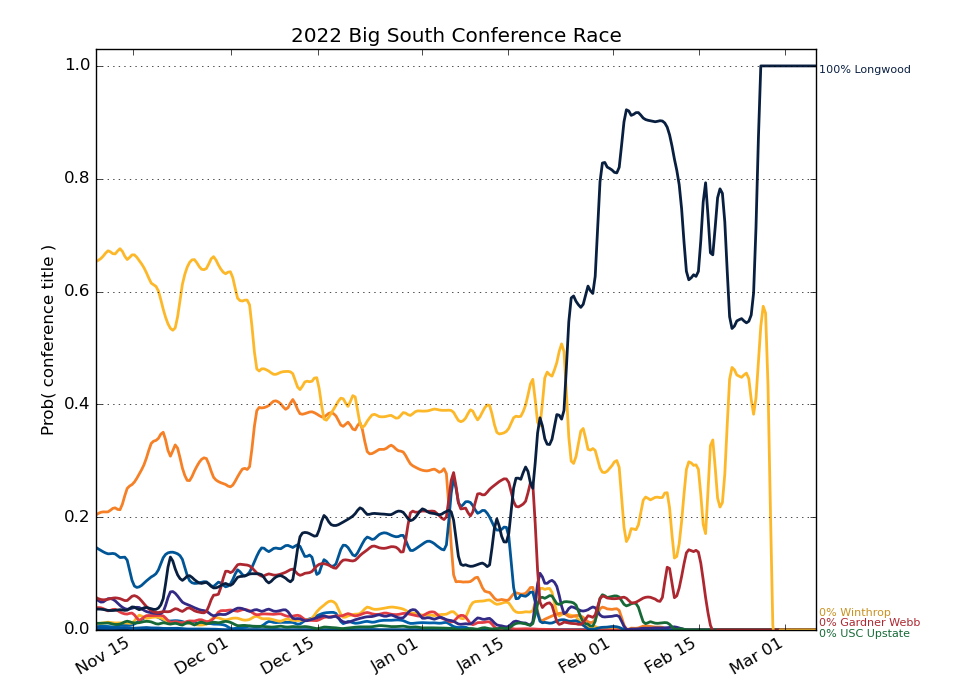 2022 Big South Conference Race
Prob( conference title )
1.0
0.8
0.6
0.4
0.2
0.0
Nov 15
Dec 01
Dec 15
Jan 01
Jan 15
Feb 01
Feb 15
Mar 01
100% Longwood
0% Winthrop
0% Gardner Webb
0% USC Upstate